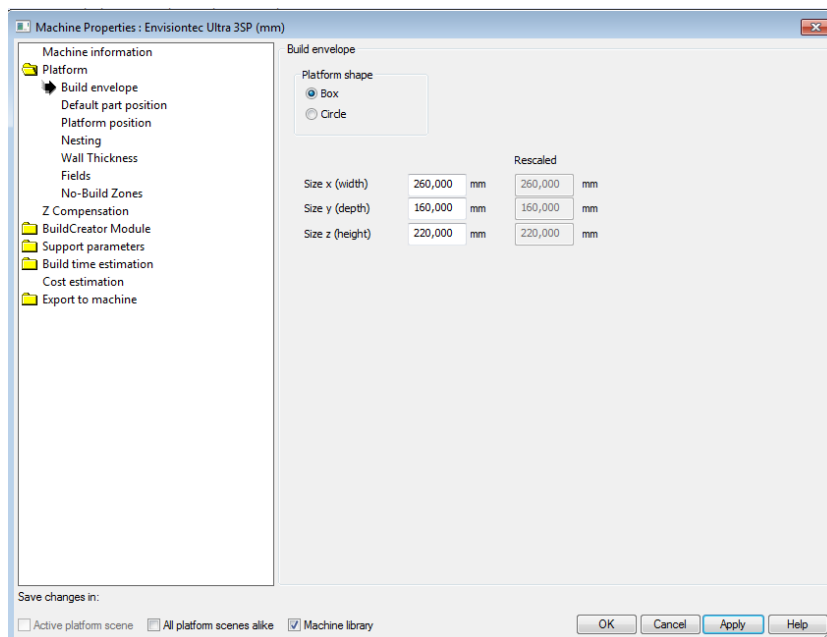 Machine Properties : Envisiontec Ultra 3SP (mm)
Machine information
Platform
Build envelope
Default part position
Platform position
Nesting
Wall Thickness
Fields
No-Build Zones
Z Compensation
BuildCreator Module
Support parameters
Build time estimation
Cost estimation
Export to machine
Build envelope
Platform shape
Box
Circle
Rescaled
Size x (width) 260,000 mm 260,000 mm
Size y (depth) 160,000 mm 160,000 mm
Size z (height) 220,000 mm 220,000 mm
Save changes in:
Active platform scene All platform scenes alike Machine library OK Cancel Apply Help